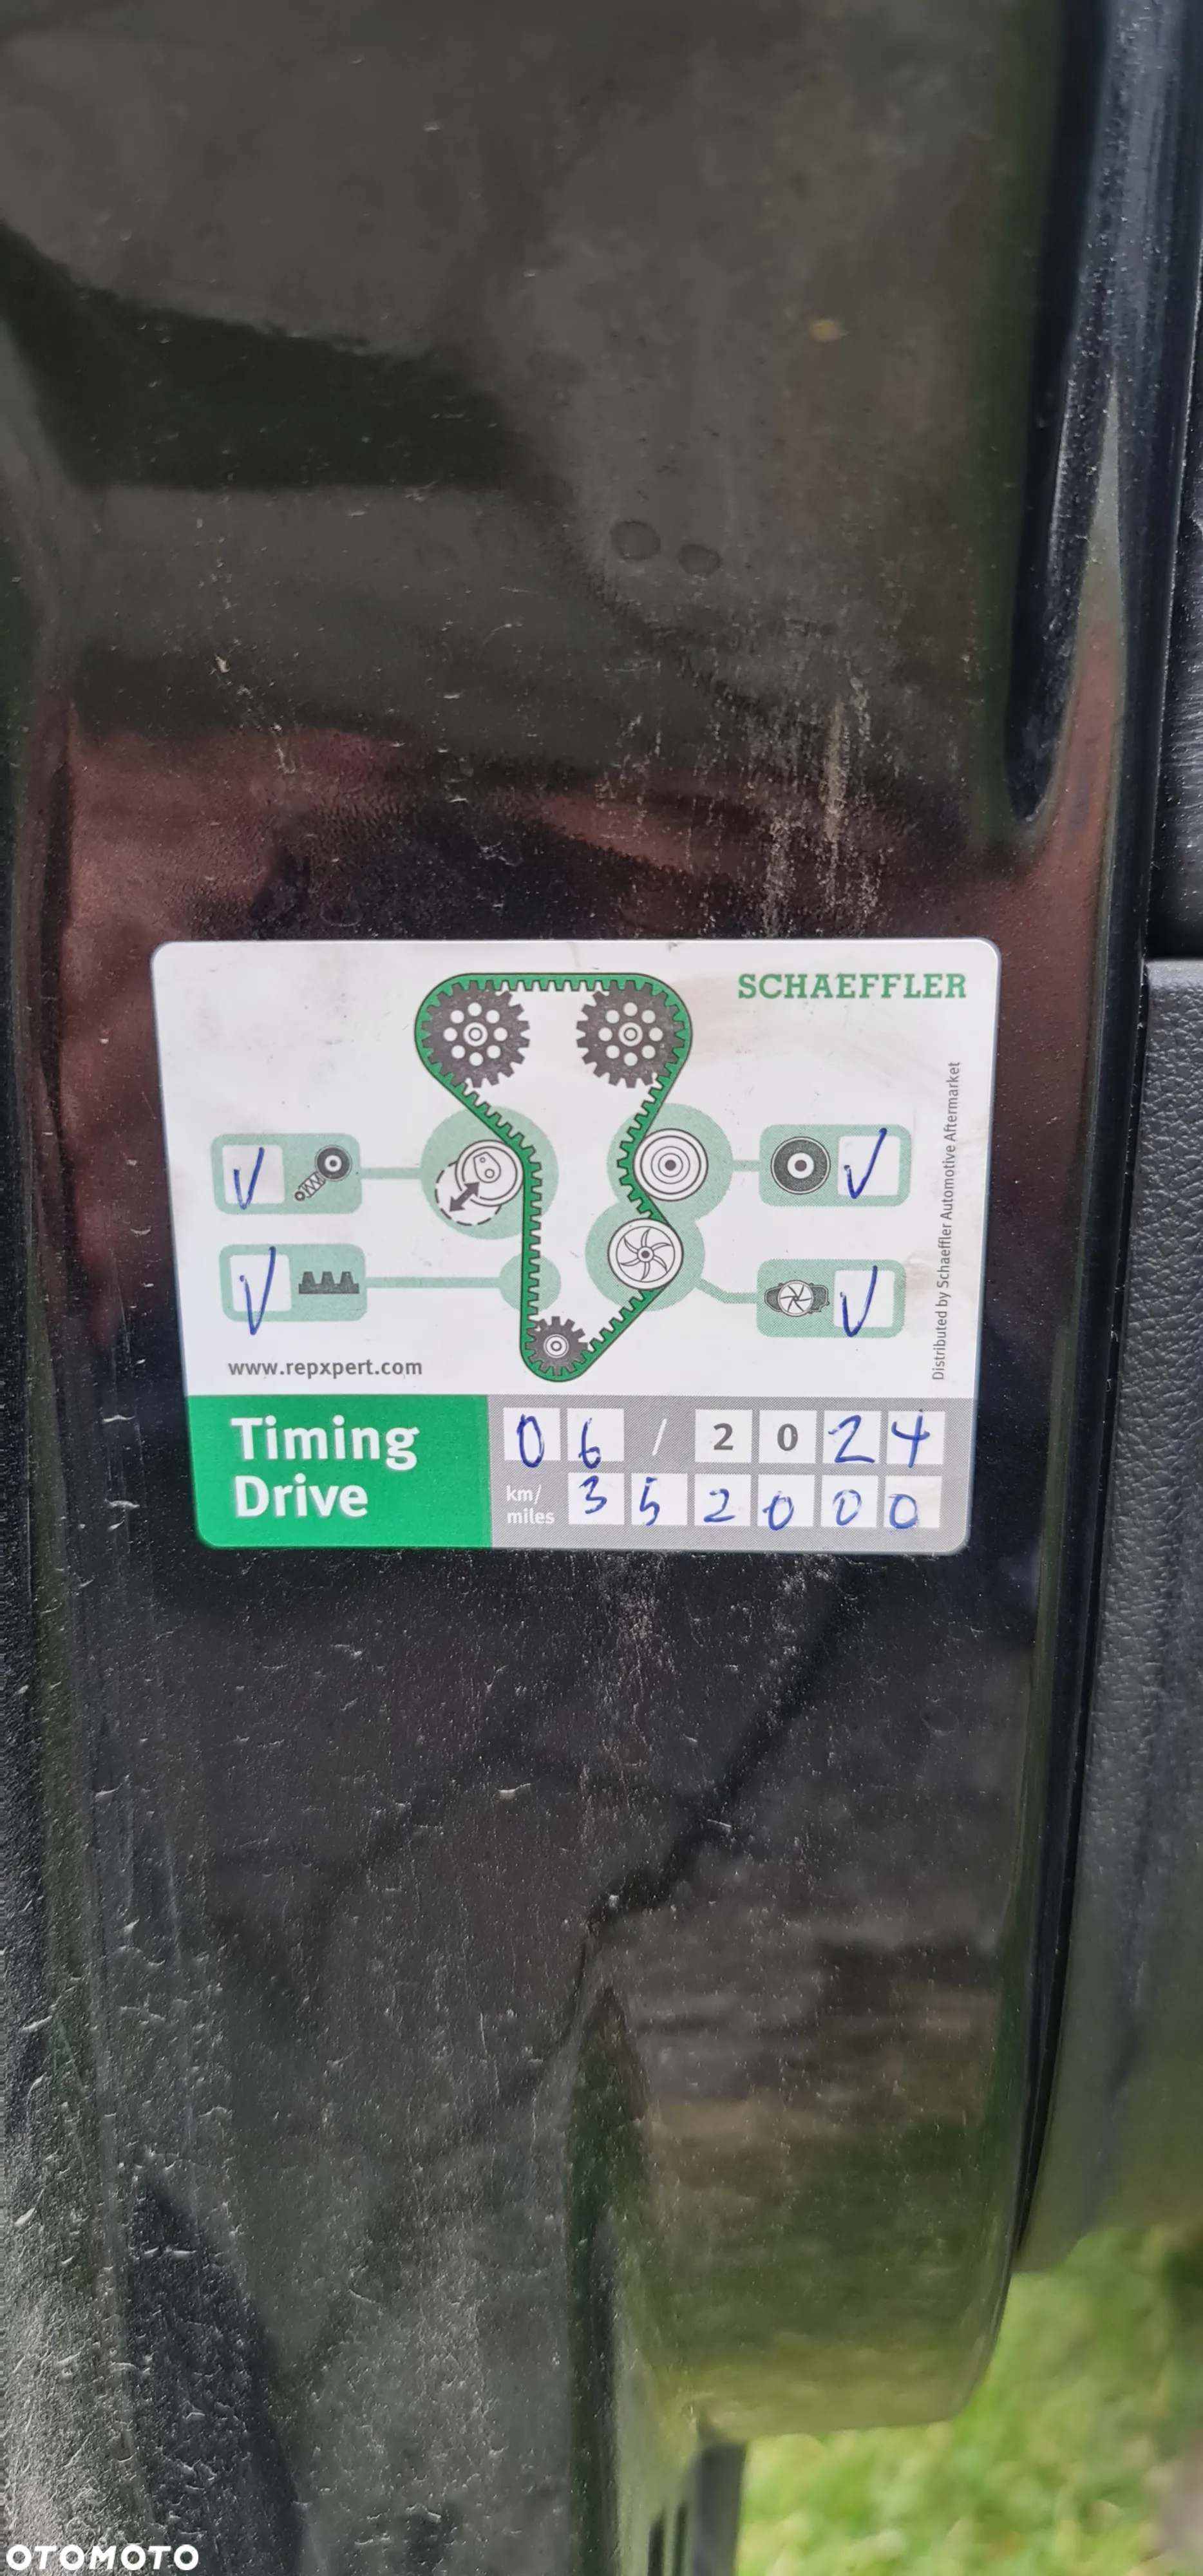 SCHAEFFLER
Distributed by Schaeffler Automotive Aftermarket
www.repxpert.com
Timing Drive
06 / 2024
km/miles 352000
OTOMOTO